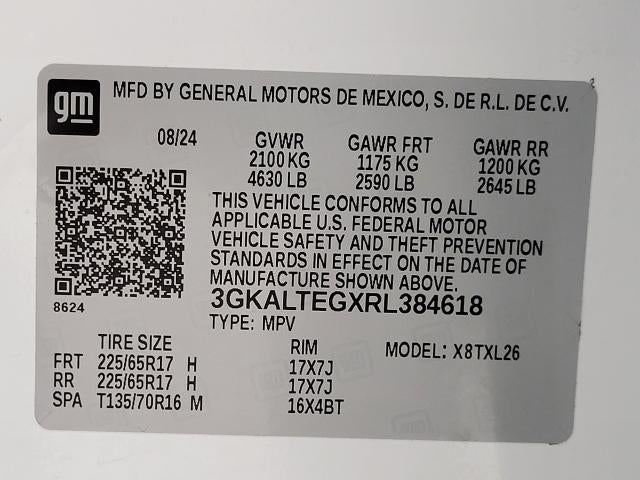 gm MFD BY GENERAL MOTORS DE MEXICO, S. DE R.L. DE C.V.
08/24 GVWR GAWR FRT GAWR RR
2100 KG 1175 KG 1200 KG
4630 LB 2590 LB 2645 LB
THIS VEHICLE CONFORMS TO ALL
APPLICABLE U.S. FEDERAL MOTOR
VEHICLE SAFETY AND THEFT PREVENTION
STANDARDS IN EFFECT ON THE DATE OF
MANUFACTURE SHOWN ABOVE.
8624 3GKALTEGXRL384618
TYPE: MPV
TIRE SIZE RIM MODEL: X8TXL26
FRT 225/65R17 H 17X7J
RR 225/65R17 H 17X7J
SPA T135/70R16 M 16X4BT